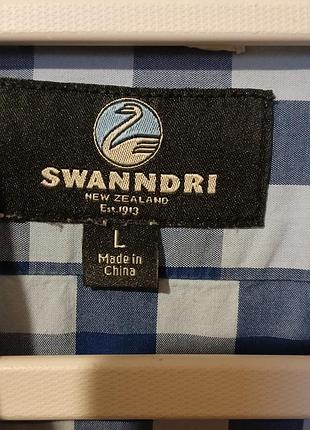 SWANNDRI
NEW ZEALAND
Est.1913
L
Made in
China